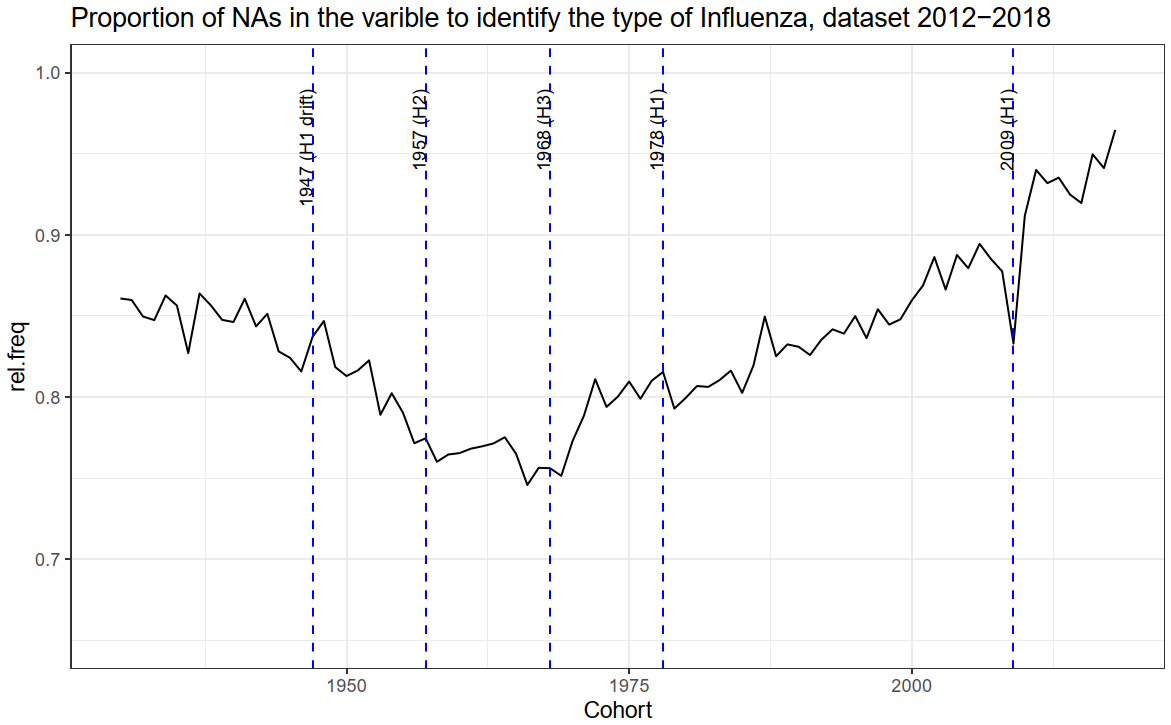 Proportion of NAs in the varible to identify the type of Influenza, dataset 2012−2018
1.0
0.9
0.8
0.7
rel.freq
1947 (H1 drift)
1957 (H2)
1968 (H3)
1978 (H1)
2009 (H1)
1950
1975
2000
Cohort